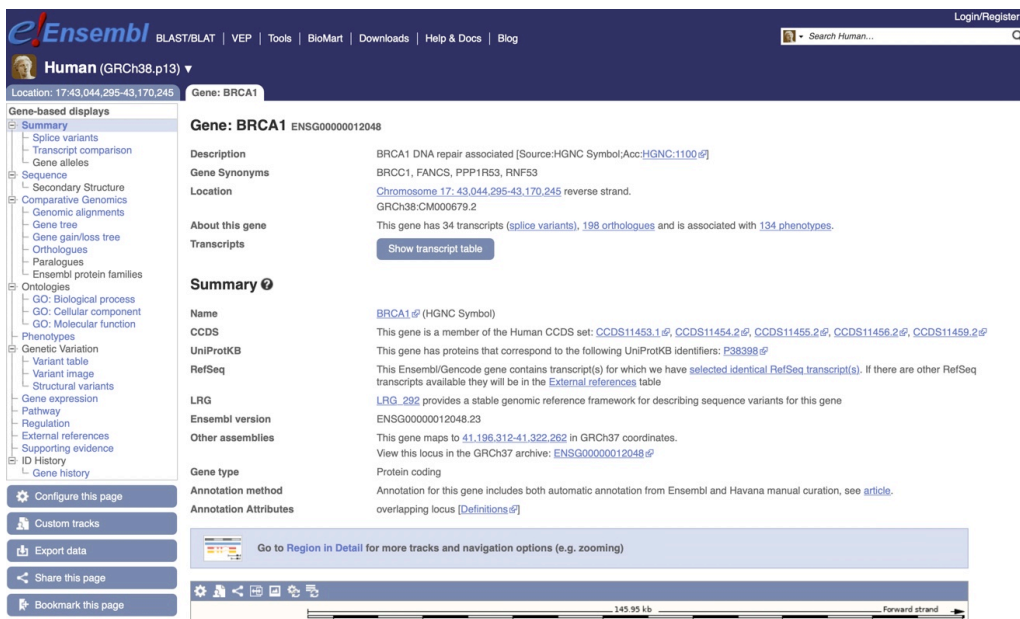 Login/Register
e!Ensembl BLAST/BLAT | VEP | Tools | BioMart | Downloads | Help & Docs | Blog
Search Human...
Human (GRCh38.p13) ▼
Location: 17:43,044,295-43,170,245
Gene: BRCA1
Gene-based displays
Summary
Splice variants
Transcript comparison
Gene alleles
Sequence
Secondary Structure
Comparative Genomics
Genomic alignments
Gene tree
Gene gain/loss tree
Orthologues
Paralogues
Ensembl protein families
Ontologies
GO: Biological process
GO: Cellular component
GO: Molecular function
Phenotypes
Genetic Variation
Variant table
Variant image
Structural variants
Gene expression
Pathway
Regulation
External references
Supporting evidence
ID History
Gene history
Configure this page
Custom tracks
Export data
Share this page
Bookmark this page
Gene: BRCA1 ENSG00000012048
Description BRCA1 DNA repair associated [Source:HGNC Symbol;Acc:HGNC:1100]
Gene Synonyms BRCC1, FANCS, PPP1R53, RNF53
Location Chromosome 17: 43,044,295-43,170,245 reverse strand.
GRCh38:CM000679.2
About this gene This gene has 34 transcripts (splice variants), 198 orthologues and is associated with 134 phenotypes.
Transcripts Show transcript table
Summary
Name BRCA1 (HGNC Symbol)
CCDS This gene is a member of the Human CCDS set: CCDS11453.1, CCDS11454.2, CCDS11455.2, CCDS11456.2, CCDS11459.2
UniProtKB This gene has proteins that correspond to the following UniProtKB identifiers: P38398
RefSeq This Ensembl/Gencode gene contains transcript(s) for which we have selected identical RefSeq transcript(s). If there are other RefSeq
transcripts available they will be in the External references table
LRG LRG_292 provides a stable genomic reference framework for describing sequence variants for this gene
Ensembl version ENSG00000012048.23
Other assemblies This gene maps to 41,196,312-41,322,262 in GRCh37 coordinates.
View this locus in the GRCh37 archive: ENSG00000012048
Gene type Protein coding
Annotation method Annotation for this gene includes both automatic annotation from Ensembl and Havana manual curation, see article.
Annotation Attributes overlapping locus [Definitions]
Go to Region in Detail for more tracks and navigation options (e.g. zooming)
145.95 kb Forward strand